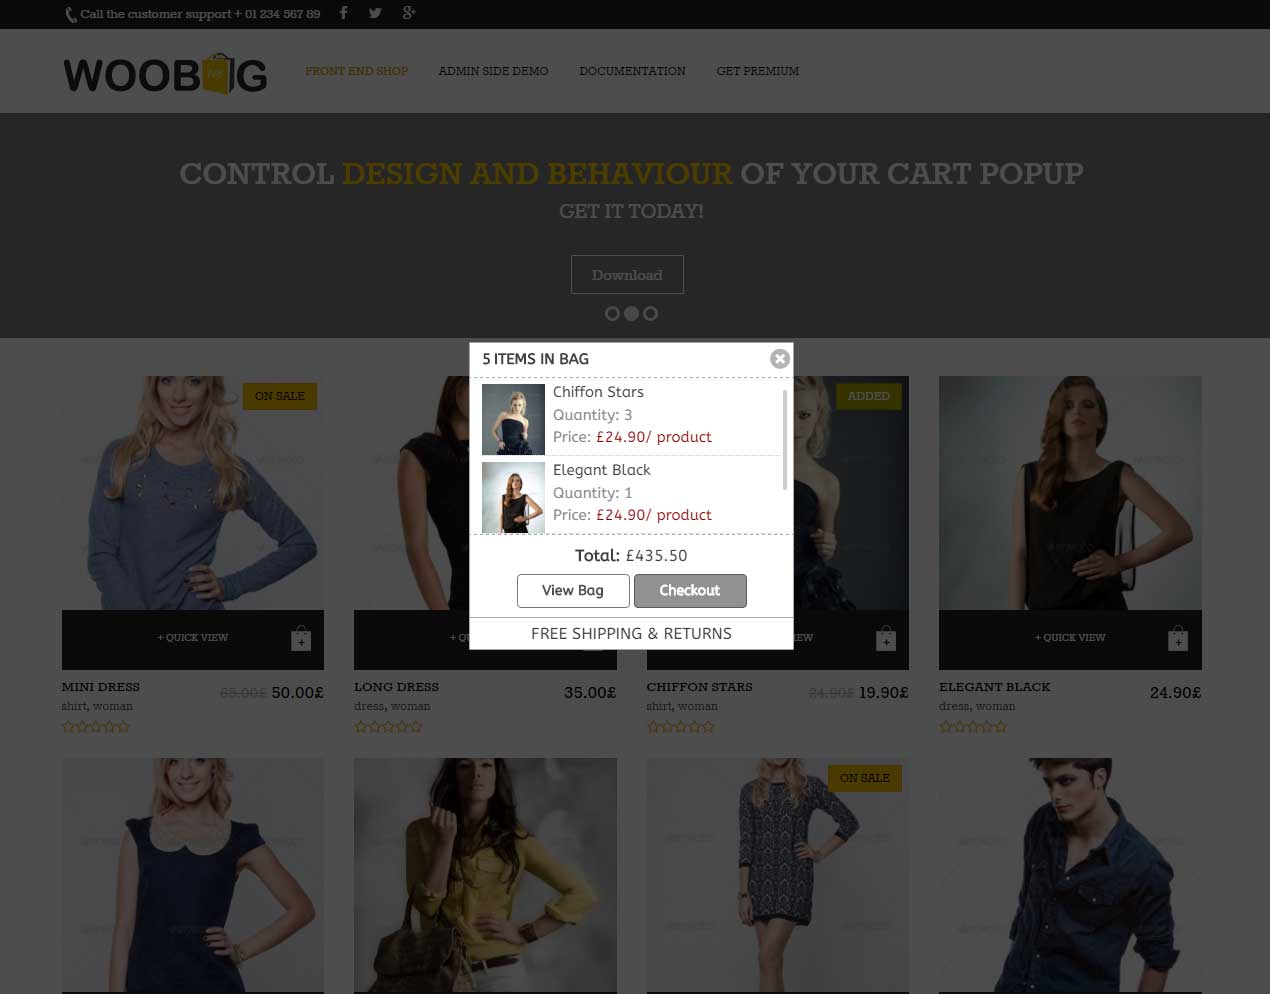 Call the customer support + 01 234 567 89
WOOBAG
FRONT END SHOP ADMIN SIDE DEMO DOCUMENTATION GET PREMIUM
CONTROL DESIGN AND BEHAVIOUR OF YOUR CART POPUP
GET IT TODAY!
Download
5 ITEMS IN BAG
Chiffon Stars
Quantity: 3
Price: £24.90/ product
Elegant Black
Quantity: 1
Price: £24.90/ product
Total: £435.50
View Bag Checkout
FREE SHIPPING & RETURNS
ON SALE
ADDED
+ QUICK VIEW
+ QU
IEW
+ QUICK VIEW
MINI DRESS 65.00£ 50.00£
shirt, woman
LONG DRESS 35.00£
dress, woman
CHIFFON STARS 24.90£ 19.90£
shirt, woman
ELEGANT BLACK 24.90£
dress, woman
ON SALE